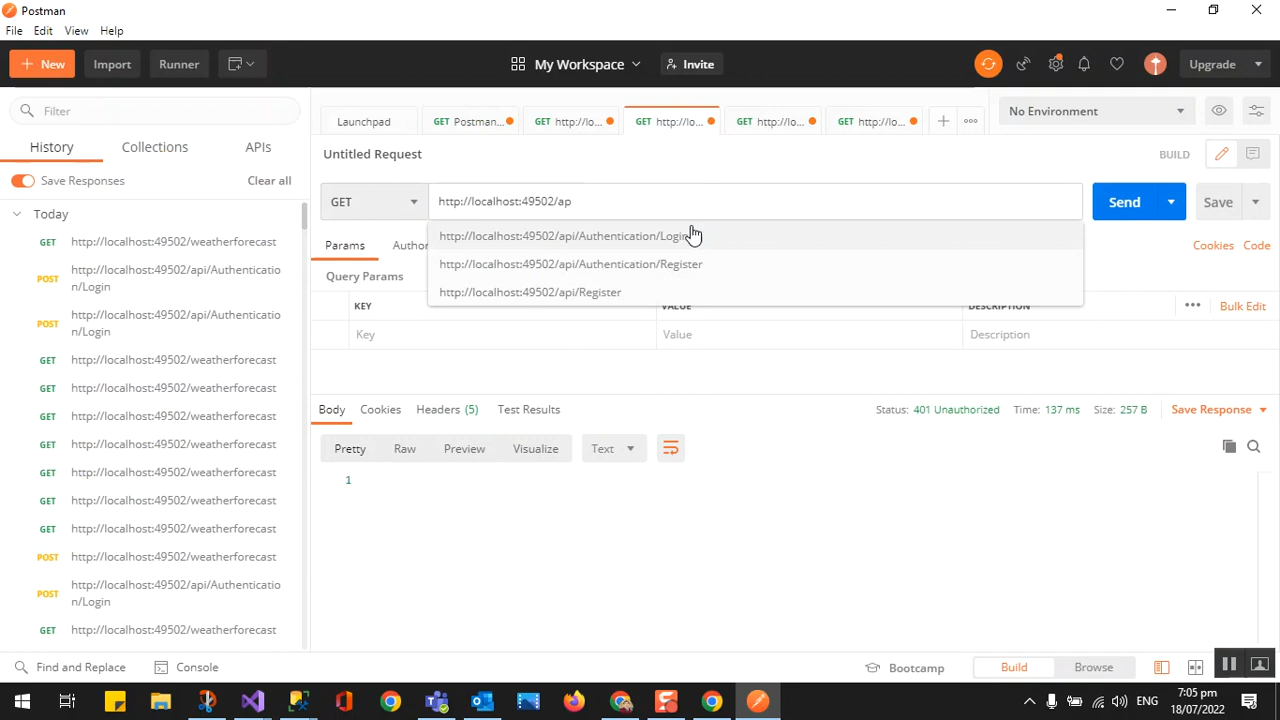 Postman
File Edit View Help
New Import Runner My Workspace Invite Upgrade
Filter
History Collections APIs
Save Responses Clear all
Today
GET http://localhost:49502/weatherforecast
POST http://localhost:49502/api/Authenticatio
n/Login
POST http://localhost:49502/api/Authenticatio
n/Login
GET http://localhost:49502/weatherforecast
GET http://localhost:49502/weatherforecast
GET http://localhost:49502/weatherforecast
GET http://localhost:49502/weatherforecast
GET http://localhost:49502/weatherforecast
GET http://localhost:49502/weatherforecast
GET http://localhost:49502/weatherforecast
POST http://localhost:49502/weatherforecast
POST http://localhost:49502/api/Authenticatio
n/Login
GET http://localhost:49502/weatherforecast
Launchpad GET Postman... GET http://lo... GET http://lo... GET http://lo... GET http://lo... No Environment
Untitled Request BUILD
GET http://localhost:49502/ap Send Save
http://localhost:49502/api/Authentication/Login
http://localhost:49502/api/Authentication/Register
http://localhost:49502/api/Register
Params Author Cookies Code
Query Params
KEY VALUE DESCRIPTION Bulk Edit
Key Value Description
Body Cookies Headers (5) Test Results Status: 401 Unauthorized Time: 137 ms Size: 257 B Save Response
Pretty Raw Preview Visualize Text
1
Find and Replace Console Bootcamp Build Browse
ENG 7:05 pm
18/07/2022